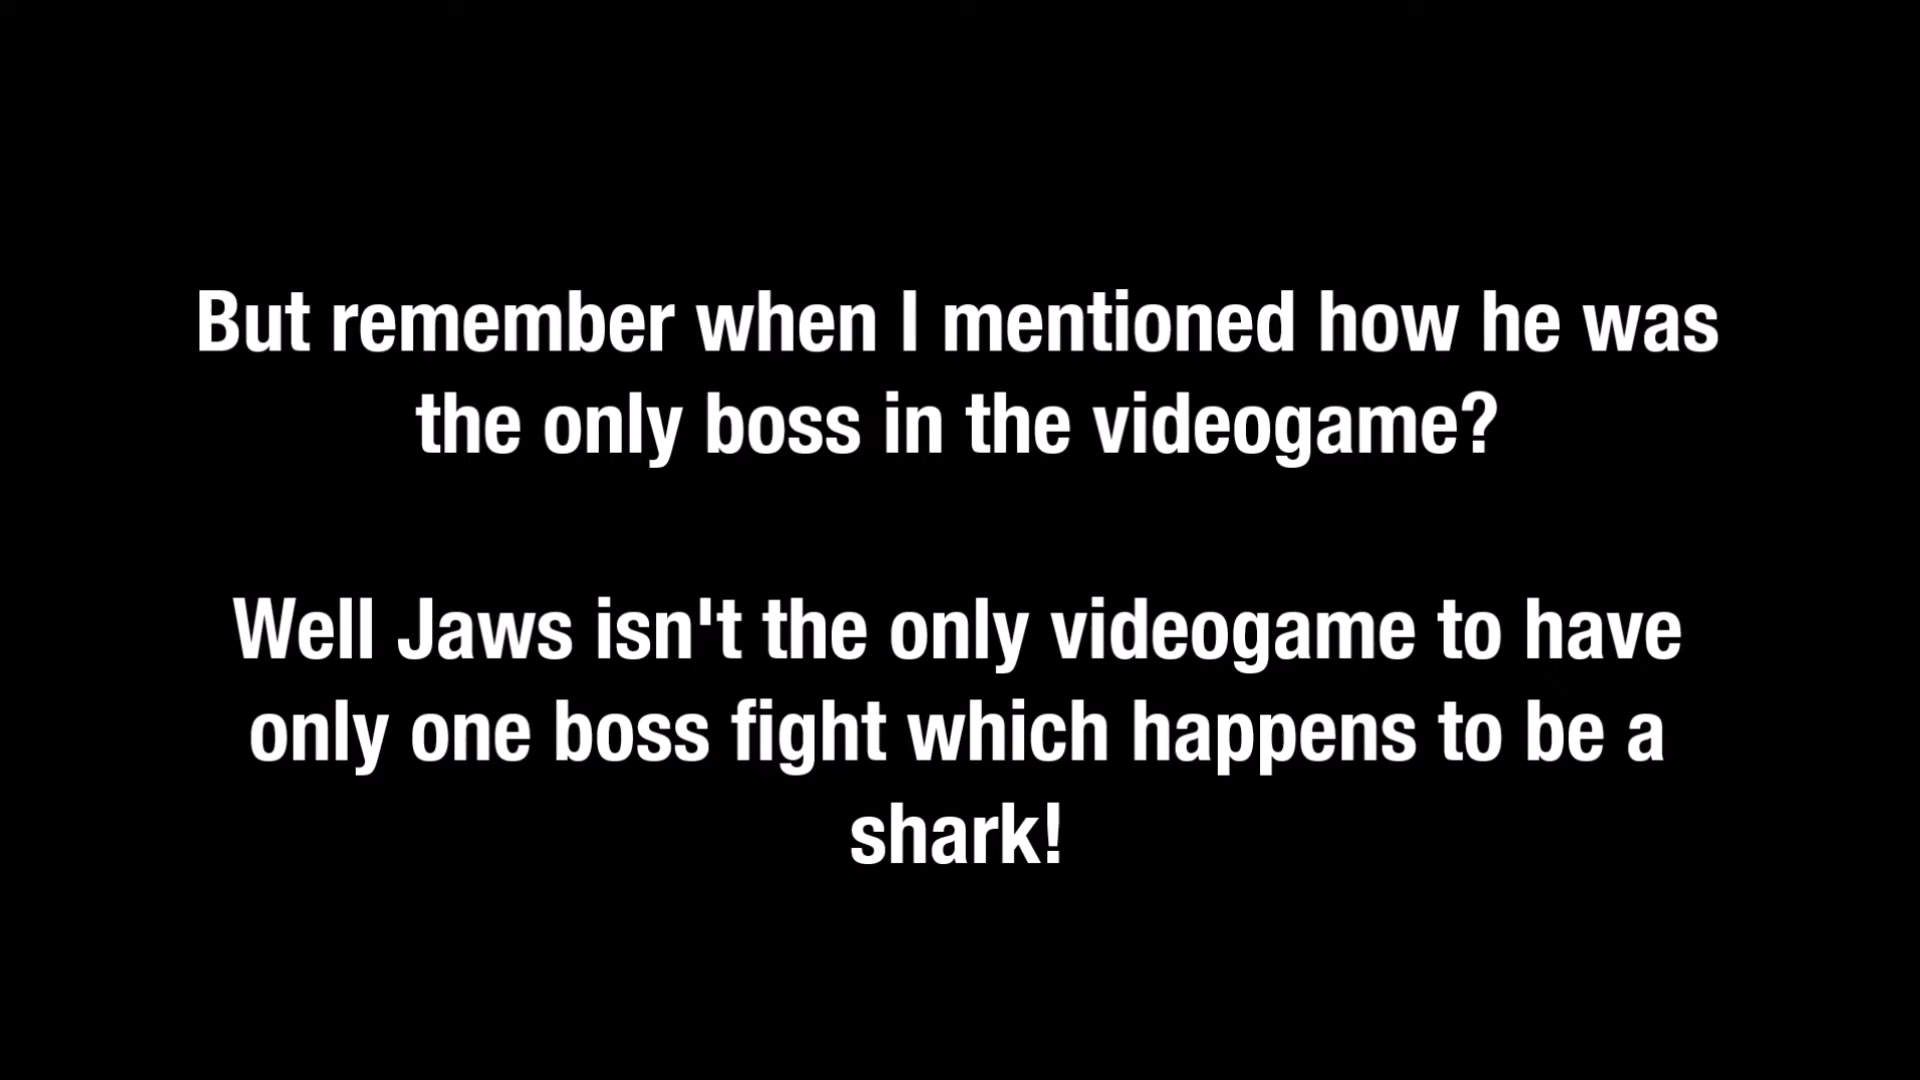 But remember when I mentioned how he was
the only boss in the videogame?
Well Jaws isn't the only videogame to have
only one boss fight which happens to be a
shark!